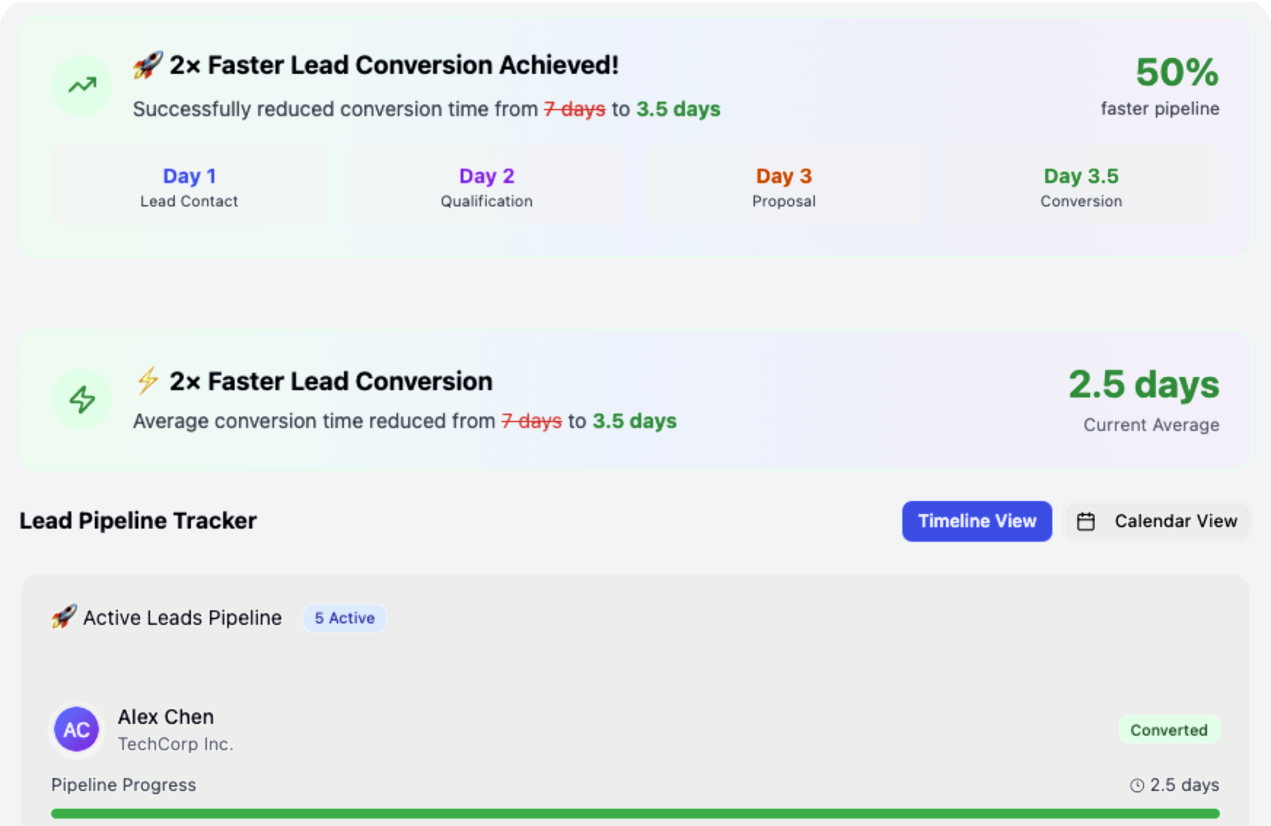 🚀 2× Faster Lead Conversion Achieved!
Successfully reduced conversion time from 7 days to 3.5 days
50%
faster pipeline
Day 1
Lead Contact
Day 2
Qualification
Day 3
Proposal
Day 3.5
Conversion
⚡ 2× Faster Lead Conversion
Average conversion time reduced from 7 days to 3.5 days
2.5 days
Current Average
Lead Pipeline Tracker
Timeline View
Calendar View
🚀 Active Leads Pipeline
5 Active
AC
Alex Chen
TechCorp Inc.
Converted
Pipeline Progress
2.5 days